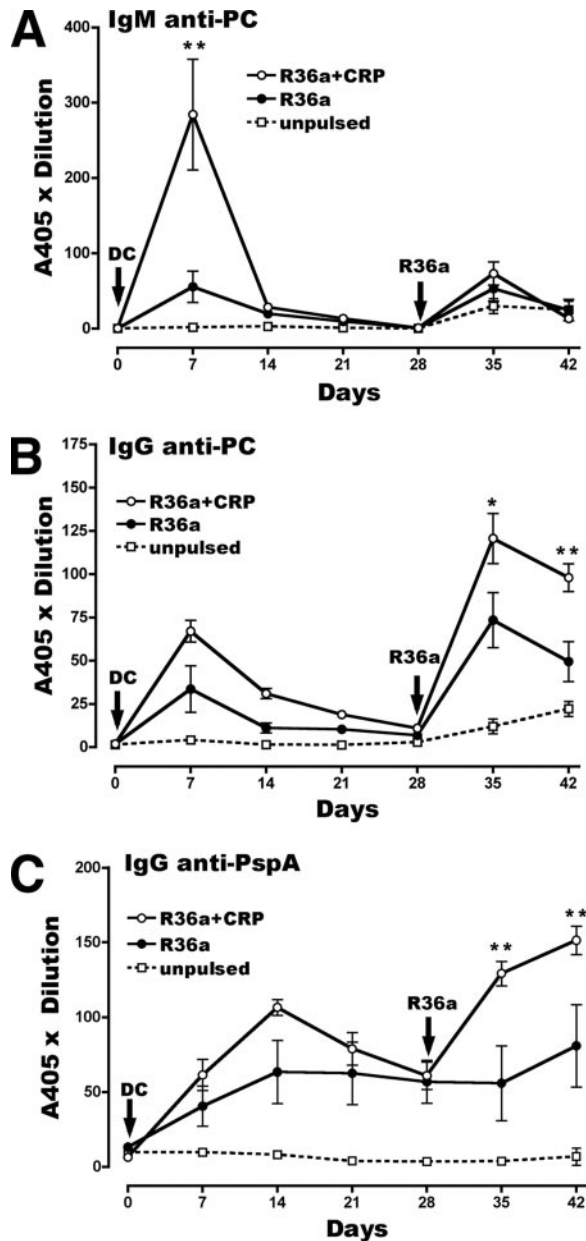 A
IgM anti-PC
400
**
R36a+CRP
300
R36a
unpulsed
200
A405 x Dilution
DC
R36a
100
0
0 7 14 21 28 35 42
Days
B
IgG anti-PC
175
150
R36a+CRP
*
125
R36a
**
unpulsed
100
A405 x Dilution
75
DC
R36a
50
25
0
0 7 14 21 28 35 42
Days
C
IgG anti-PspA
200
R36a+CRP
**
150
R36a
**
unpulsed
A405 x Dilution
R36a
100
50
DC
0
0 7 14 21 28 35 42
Days